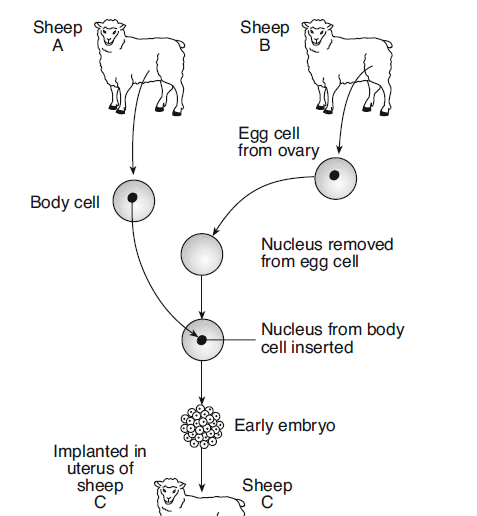 Sheep
A
Sheep
B
Egg cell
from ovary
Body cell
Nucleus removed
from egg cell
Nucleus from body
cell inserted
Early embryo
Implanted in
uterus of
sheep
C
Sheep
C